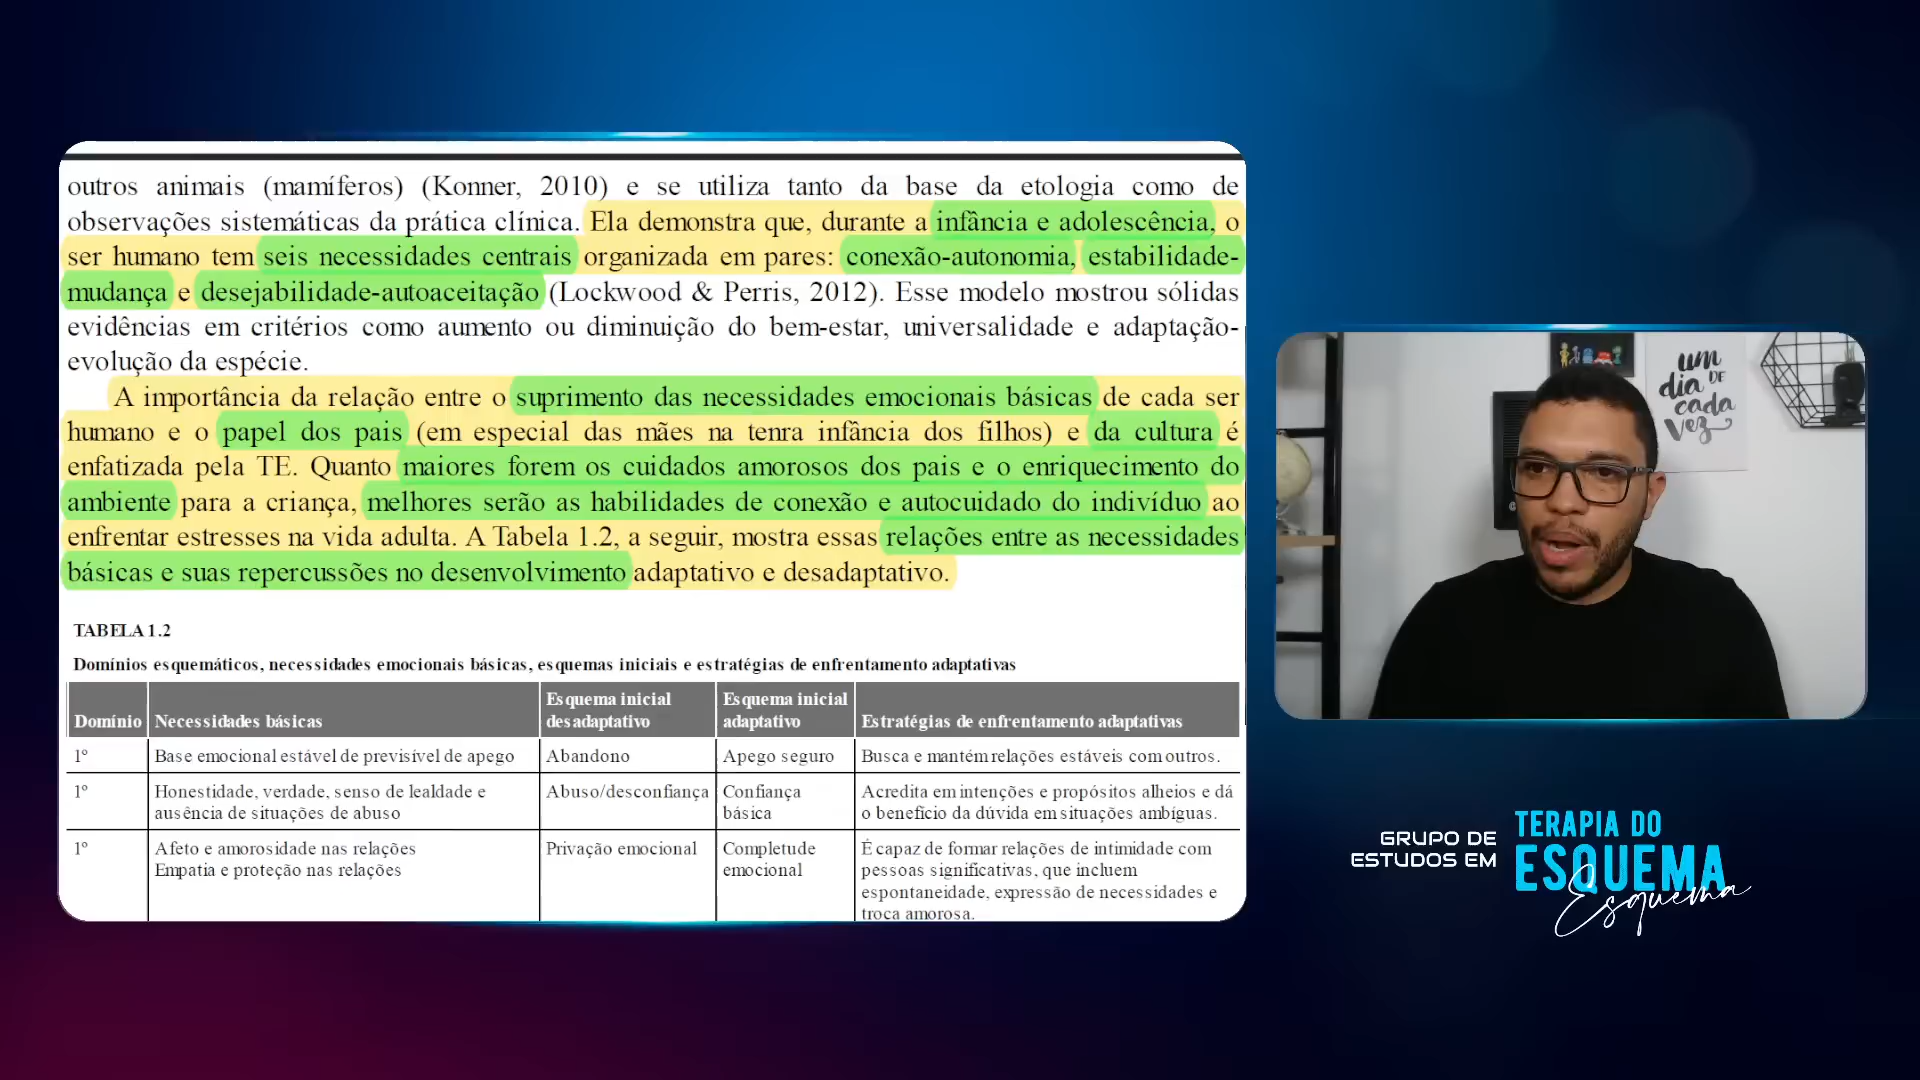 outros animais (mamíferos) (Konner, 2010) e se utiliza tanto da base da etologia como de
observações sistemáticas da prática clínica. Ela demonstra que, durante a infância e adolescência, o
ser humano tem seis necessidades centrais organizada em pares: conexão-autonomia, estabilidade-
mudança e desejabilidade-autoaceitação (Lockwood & Perris, 2012). Esse modelo mostrou sólidas
evidências em critérios como aumento ou diminuição do bem-estar, universalidade e adaptação-
evolução da espécie.
A importância da relação entre o suprimento das necessidades emocionais básicas de cada ser
humano e o papel dos pais (em especial das mães na tenra infância dos filhos) e da cultura é
enfatizada pela TE. Quanto maiores forem os cuidados amorosos dos pais e o enriquecimento do
ambiente para a criança, melhores serão as habilidades de conexão e autocuidado do indivíduo ao
enfrentar estresses na vida adulta. A Tabela 1.2, a seguir, mostra essas relações entre as necessidades
básicas e suas repercussões no desenvolvimento adaptativo e desadaptativo.
TABELA 1.2
Domínios esquemáticos, necessidades emocionais básicas, esquemas iniciais e estratégias de enfrentamento adaptativas
Domínio
Necessidades básicas
Esquema inicial
desadaptativo
Esquema inicial
adaptativo
Estratégias de enfrentamento adaptativas
1º
Base emocional estável de previsível de apego
Abandono
Apego seguro
Busca e mantém relações estáveis com outros.
1º
Honestidade, verdade, senso de lealdade e
ausência de situações de abuso
Abuso/desconfiança
Confiança
básica
Acredita em intenções e propósitos alheios e dá
o benefício da dúvida em situações ambíguas.
1º
Afeto e amorosidade nas relações
Empatia e proteção nas relações
Privação emocional
Completude
emocional
É capaz de formar relações de intimidade com
pessoas significativas, que incluem
espontaneidade, expressão de necessidades e
troca amorosa.
um
dia DE
cada
vez
GRUPO DE
ESTUDOS EM
TERAPIA DO
ESQUEMA
Esquema